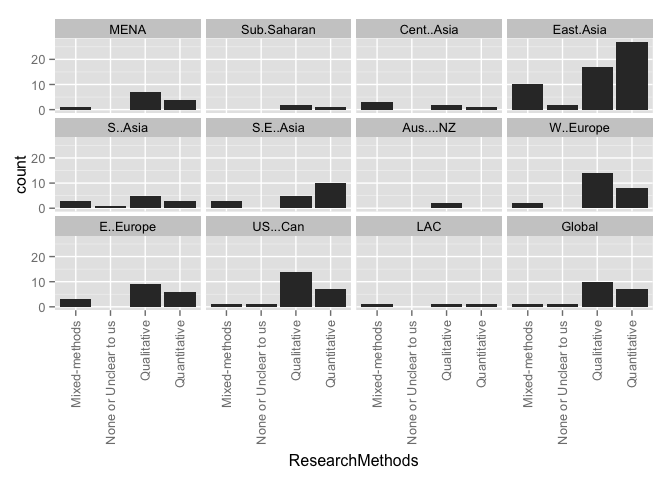 MENA Sub.Saharan Cent..Asia East.Asia
20
10
0
S..Asia S.E..Asia Aus....NZ W..Europe
20
10
0
count
E..Europe US...Can LAC Global
20
10
0
Mixed-methods None or Unclear to us Qualitative Quantitative Mixed-methods None or Unclear to us Qualitative Quantitative Mixed-methods None or Unclear to us Qualitative Quantitative Mixed-methods None or Unclear to us Qualitative Quantitative
ResearchMethods